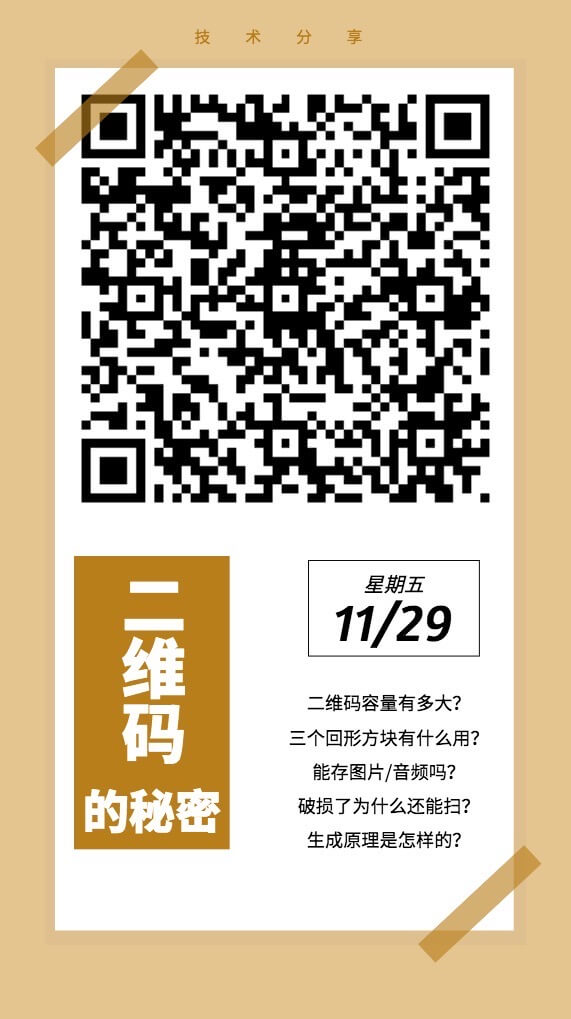 技术分享
二维码
的秘密
星期五
11/29
二维码容量有多大?
三个回形方块有什么用?
能存图片/音频吗?
破损了为什么还能扫?
生成原理是怎样的?